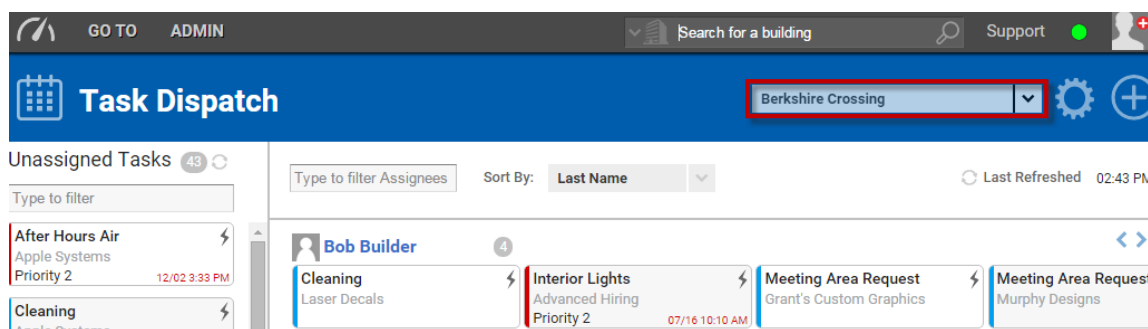 GO TO ADMIN Search for a building Support
Task Dispatch Berkshire Crossing
Unassigned Tasks 43
Type to filter
Type to filter Assignees Sort By: Last Name Last Refreshed 02:43 PM
After Hours Air
Apple Systems
Priority 2 12/02 3:33 PM
Cleaning
Apple Systems
Bob Builder 4
Cleaning
Laser Decals
Interior Lights
Advanced Hiring
Priority 2 07/16 10:10 AM
Meeting Area Request
Grant's Custom Graphics
Meeting Area Request
Murphy Designs